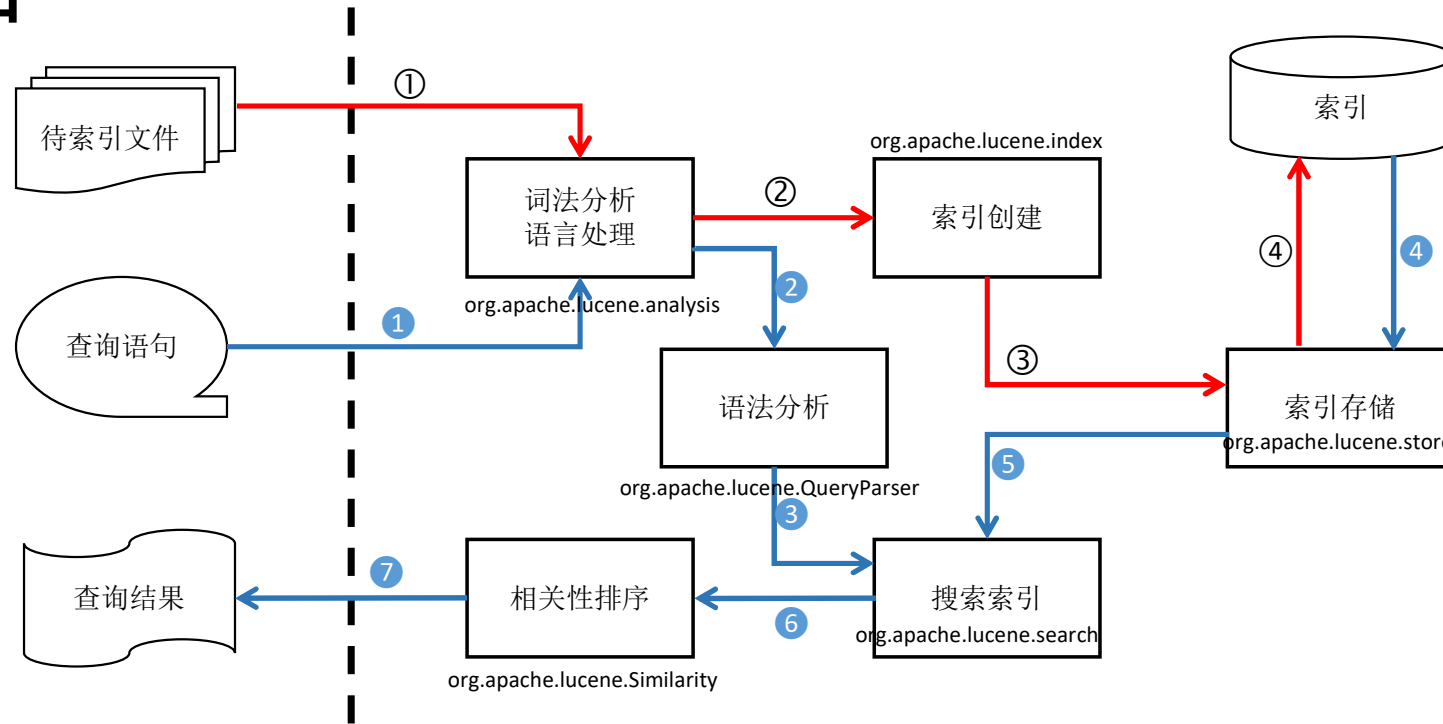 ①
待索引文件
索引
org.apache.lucene.index
词法分析
语言处理
②
索引创建
④
4
org.apache.lucene.analysis
2
1
查询语句
③
语法分析
索引存储
org.apache.lucene.store
5
org.apache.lucene.QueryParser
3
7
查询结果
相关性排序
6
搜索索引
org.apache.lucene.search
org.apache.lucene.Similarity